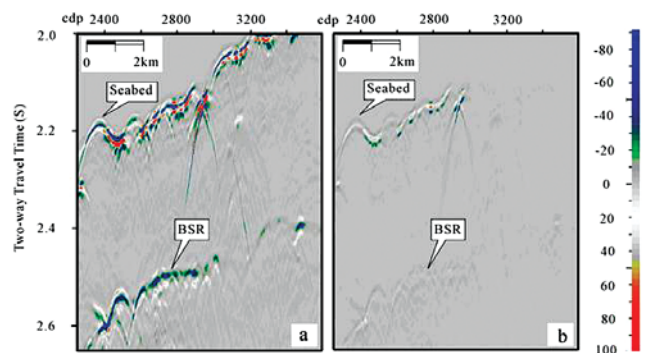 cdp 2400 2800 3200
2400 2800 3200
cdp
2.0
2.2
2.4
2.6
Two-way Travel Time (S)
0 2km
Seabed
BSR
a
0 2km
Seabed
BSR
b
-80
-60
-40
-20
0
20
40
60
80
100